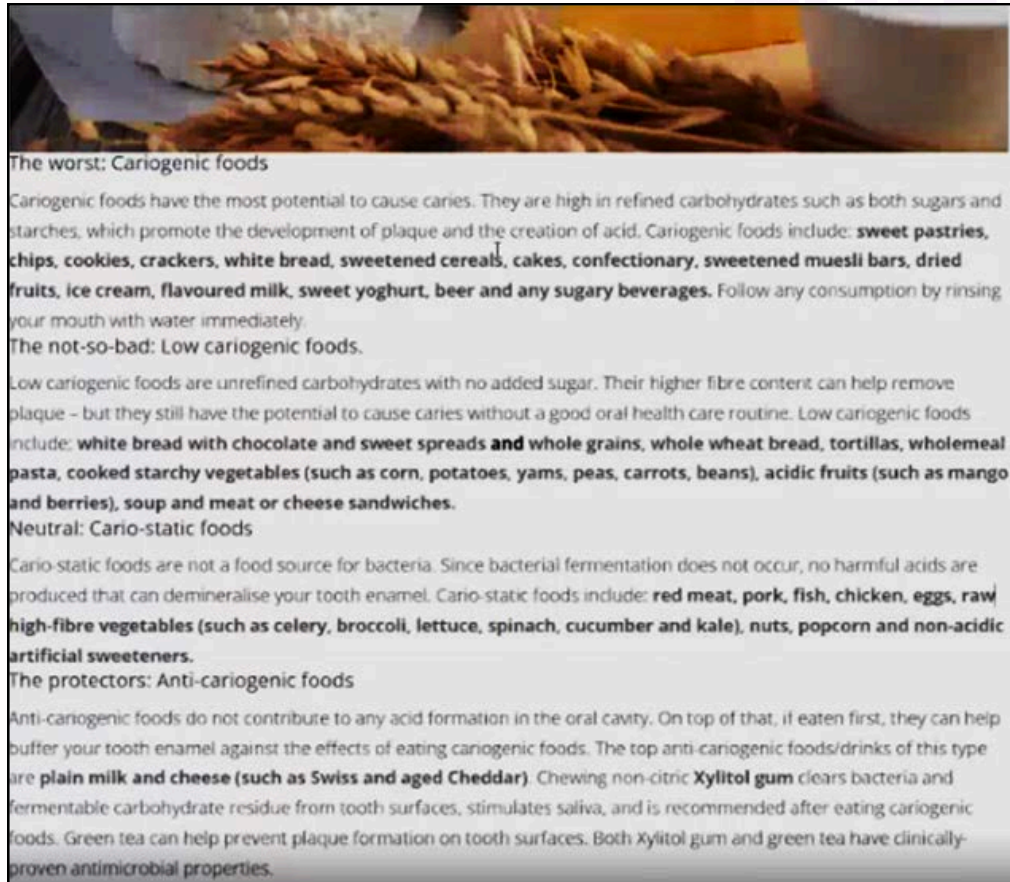 The worst: Cariogenic foods
Cariogenic foods have the most potential to cause caries. They are high in refined carbohydrates such as both sugars and
starches, which promote the development of plaque and the creation of acid. Cariogenic foods include: sweet pastries,
chips, cookies, crackers, white bread, sweetened cereals, cakes, confectionary, sweetened muesli bars, dried
fruits, ice cream, flavoured milk, sweet yoghurt, beer and any sugary beverages. Follow any consumption by rinsing
your mouth with water immediately.
The not-so-bad: Low cariogenic foods.
Low cariogenic foods are unrefined carbohydrates with no added sugar. Their higher fibre content can help remove
plaque – but they still have the potential to cause caries without a good oral health care routine. Low cariogenic foods
include: white bread with chocolate and sweet spreads and whole grains, whole wheat bread, tortillas, wholemeal
pasta, cooked starchy vegetables (such as corn, potatoes, yams, peas, carrots, beans), acidic fruits (such as mango
and berries), soup and meat or cheese sandwiches.
Neutral: Cario-static foods
Cario-static foods are not a food source for bacteria. Since bacterial fermentation does not occur, no harmful acids are
produced that can demineralise your tooth enamel. Cario-static foods include: red meat, pork, fish, chicken, eggs, raw
high-fibre vegetables (such as celery, broccoli, lettuce, spinach, cucumber and kale), nuts, popcorn and non-acidic
artificial sweeteners.
The protectors: Anti-cariogenic foods
Anti-cariogenic foods do not contribute to any acid formation in the oral cavity. On top of that, if eaten first, they can help
buffer your tooth enamel against the effects of eating cariogenic foods. The top anti-cariogenic foods/drinks of this type
are plain milk and cheese (such as Swiss and aged Cheddar). Chewing non-citric Xylitol gum clears bacteria and
fermentable carbohydrate residue from tooth surfaces, stimulates saliva, and is recommended after eating cariogenic
foods. Green tea can help prevent plaque formation on tooth surfaces. Both Xylitol gum and green tea have clinically-
proven antimicrobial properties.